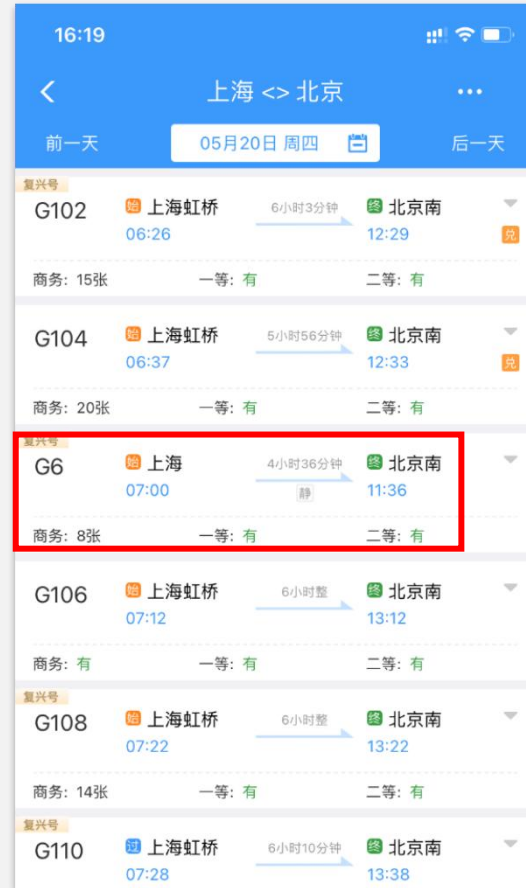 16:19
上海 <> 北京
前一天 05月20日 周四 后一天
复兴号
G102 始 上海虹桥 6小时3分钟 终 北京南
06:26 12:29 兑
商务: 15张 一等: 有 二等: 有
G104 始 上海虹桥 5小时56分钟 终 北京南
06:37 12:33 兑
商务: 20张 一等: 有 二等: 有
复兴号
G6 始 上海 4小时36分钟 终 北京南
07:00 静 11:36
商务: 8张 一等: 有 二等: 有
G106 始 上海虹桥 6小时整 终 北京南
07:12 13:12
商务: 有 一等: 有 二等: 有
复兴号
G108 始 上海虹桥 6小时整 终 北京南
07:22 13:22
商务: 14张 一等: 有 二等: 有
复兴号
G110 过 上海虹桥 6小时10分钟 终 北京南
07:28 13:38